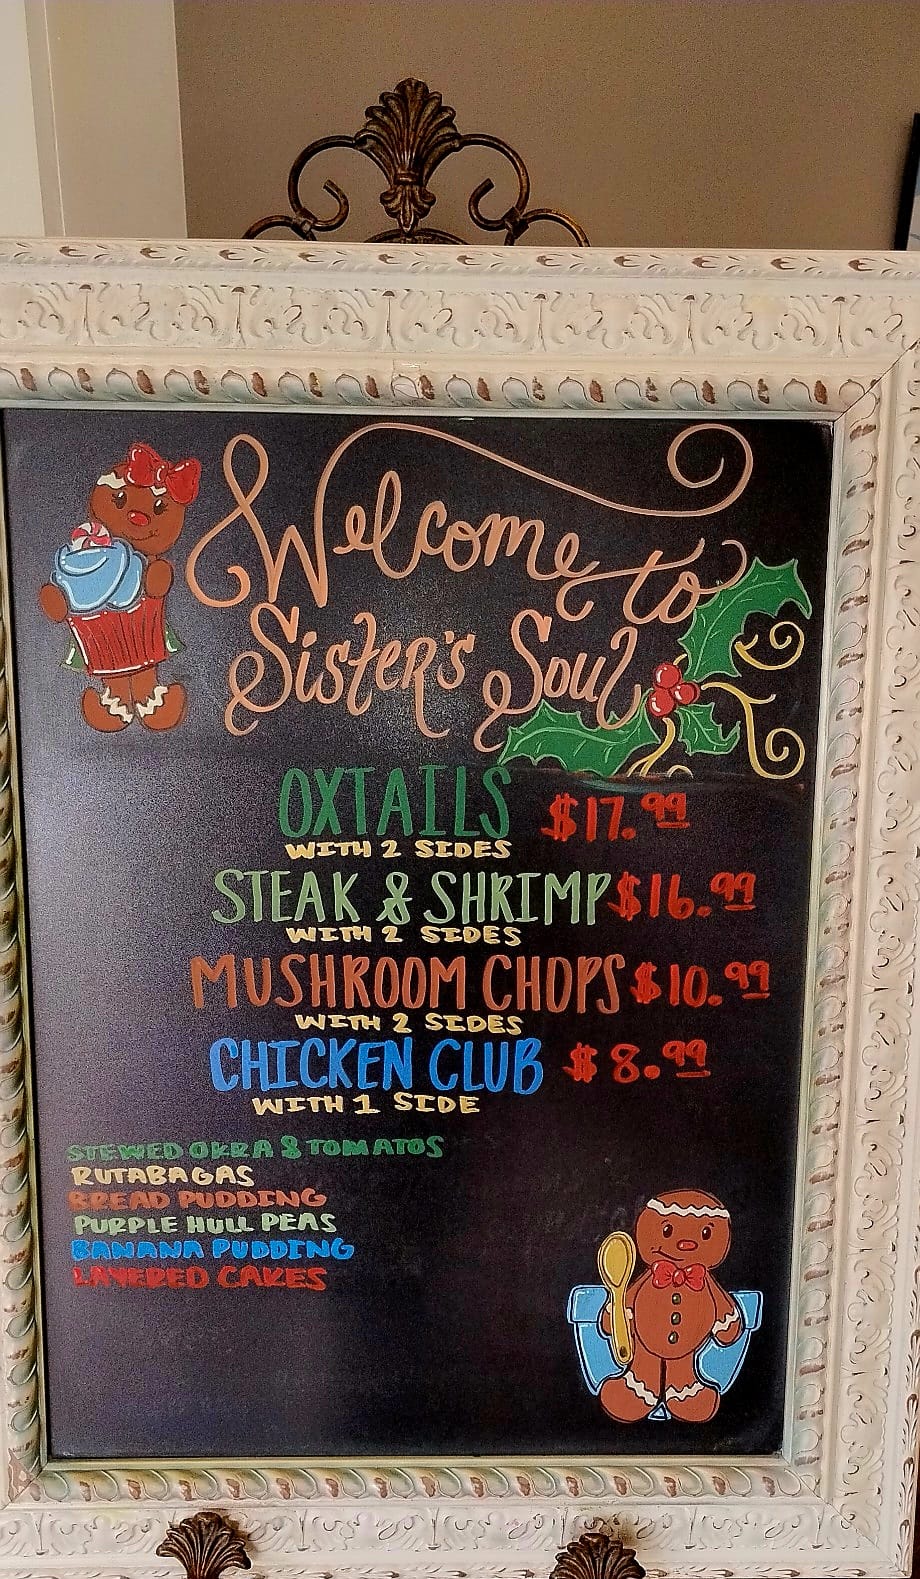 Welcome to
Sister's Soul
OXTAILS $17.99
WITH 2 SIDES
STEAK & SHRIMP $16.99
WITH 2 SIDES
MUSHROOM CHOPS $10.99
WITH 2 SIDES
CHICKEN CLUB $8.99
WITH 1 SIDE
STEWED OKRA & TOMATOS
RUTABAGAS
BREAD PUDDING
PURPLE HULL PEAS
BANANA PUDDING
LAYERED CAKES